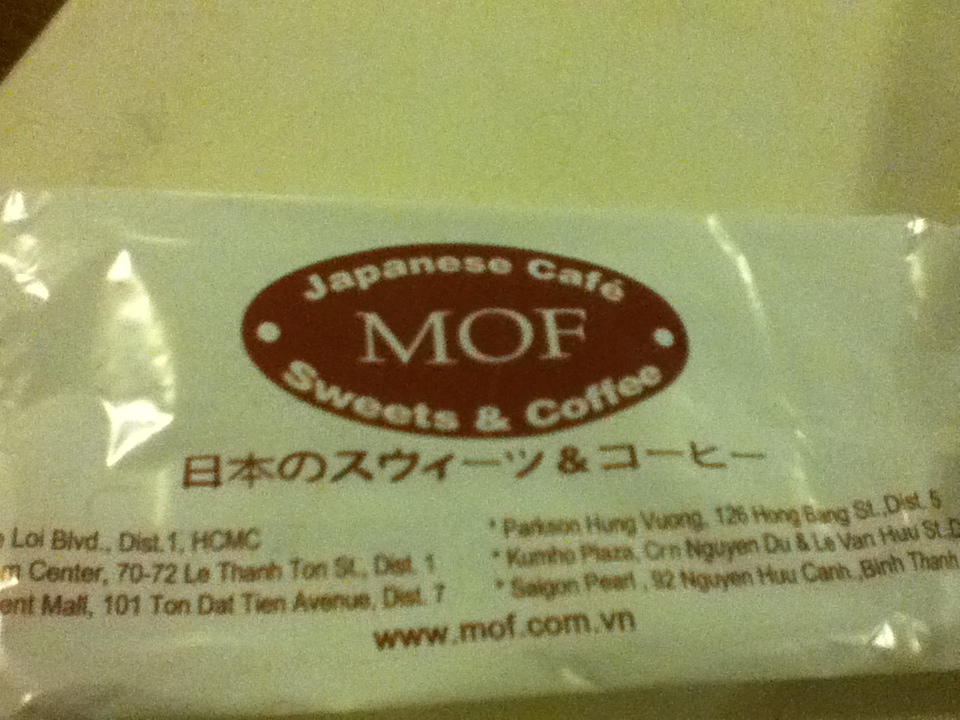 Japanese Café
MOF
Sweets & Coffee
日本のスウィーツ&コーヒー
Loi Blvd., Dist.1, HCMC
Center, 70-72 Le Thanh Ton St., Dist. 1
Mall, 101 Ton Dat Tien Avenue, Dist. 7
* Parkson Hung Vuong, 126 Hong Bang St.,Dist. 5
* Kumho Plaza, Crn Nguyen Du & Le Van Huu St.,D
* Saigon Pearl , 92 Nguyen Huu Canh.,Binh Thanh
www.mof.com.vn